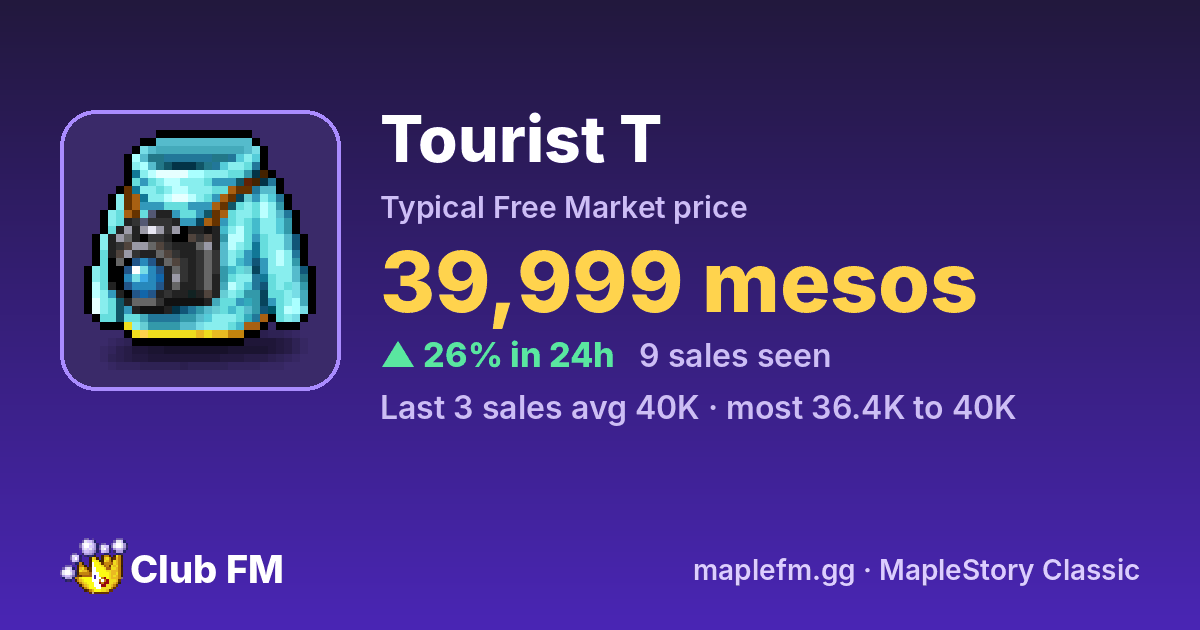 Tourist T
Typical Free Market price
39,999 mesos
▲ 26% in 24h 9 sales seen
Last 3 sales avg 40K · most 36.4K to 40K
Club FM
maplefm.gg · MapleStory Classic